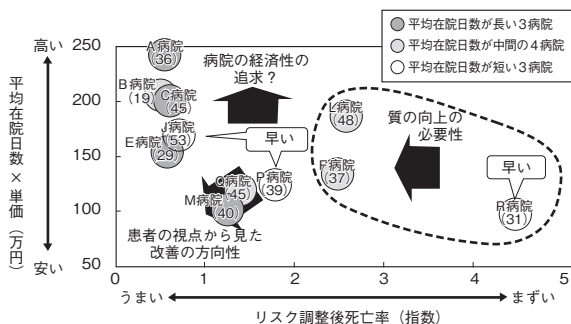 高い
250
200
150
100
50
安い
平均在院日数×単価（万円）
A病院
(36)
B病院
(19)
C病院
(45)
J病院
(53)
E病院
(29)
病院の経済性の
追求？
早い
L病院
(48)
質の向上の
必要性
F病院
(37)
早い
P病院
(39)
病院
(45)
M病院
(40)
R病院
(31)
患者の視点から見た
改善の方向性
平均在院日数が長い３病院
平均在院日数が中間の４病院
平均在院日数が短い３病院
0
1
2
3
4
5
うまい
まずい
リスク調整後死亡率（指数）